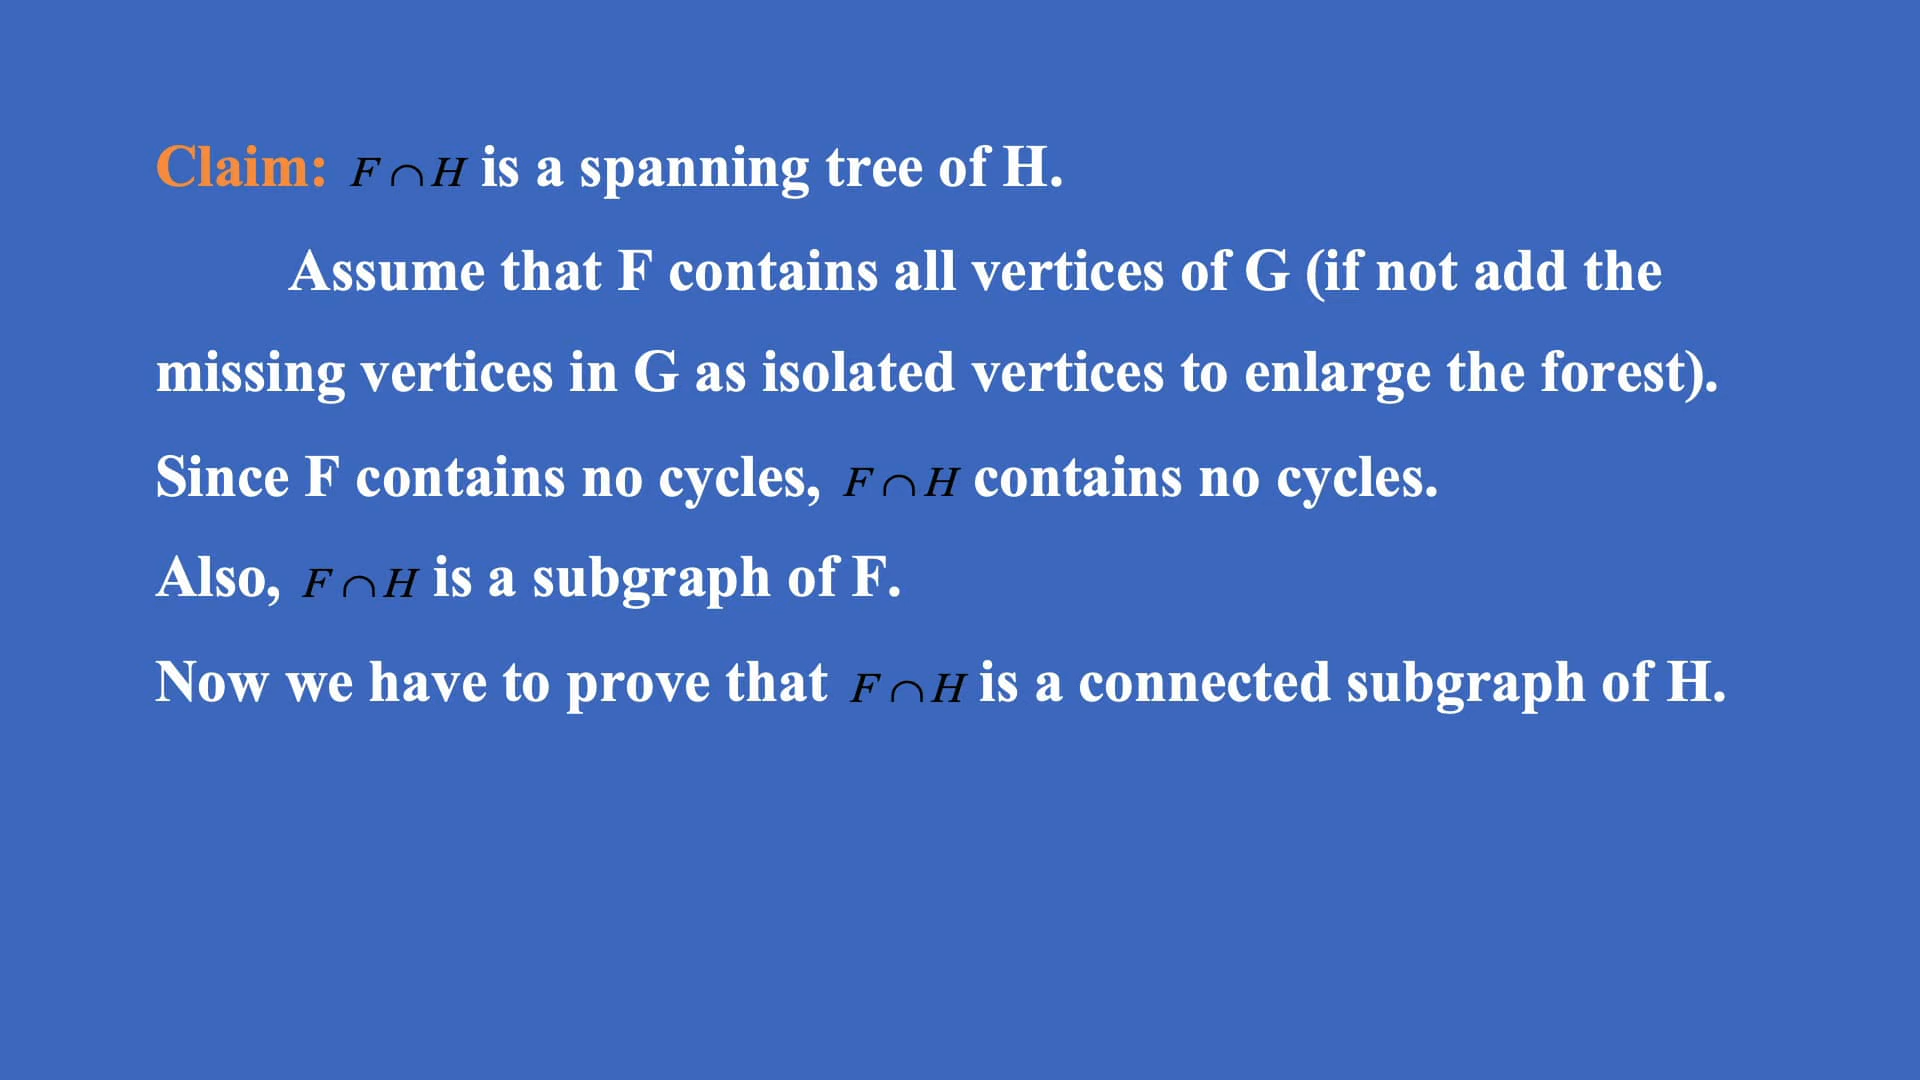 Claim: F ∩ H is a spanning tree of H.
Assume that F contains all vertices of G (if not add the
missing vertices in G as isolated vertices to enlarge the forest).
Since F contains no cycles, F ∩ H contains no cycles.
Also, F ∩ H is a subgraph of F.
Now we have to prove that F ∩ H is a connected subgraph of H.